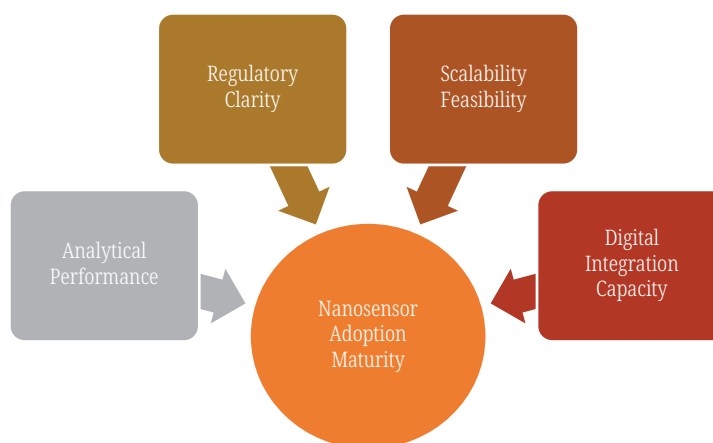 Regulatory
Clarity
Scalability
Feasibility
Analytical
Performance
Digital
Integration
Capacity
Nanosensor
Adoption
Maturity